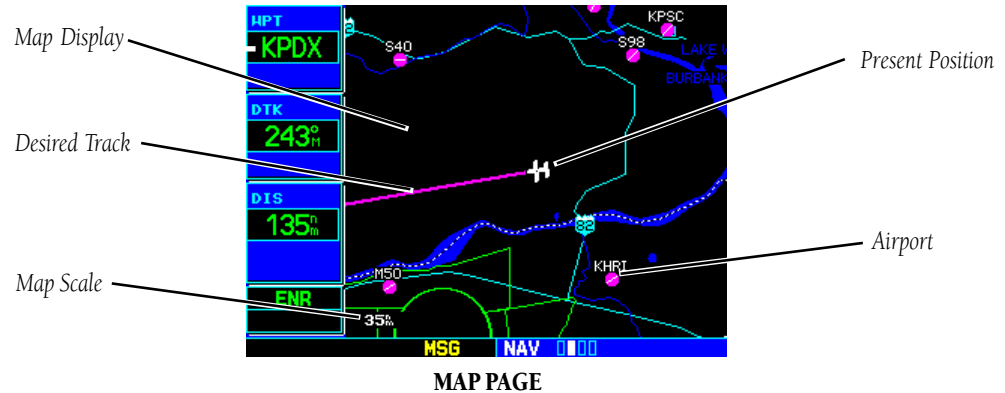 Map Display
Desired Track
Map Scale
WPT
KPDX
DTK
243°M
DIS
135nm
ENR
KPSC
S40
S98
LAKE
BURBANK
82
M50
KHRI
35nm
MSG
NAV
Present Position
Airport
MAP PAGE